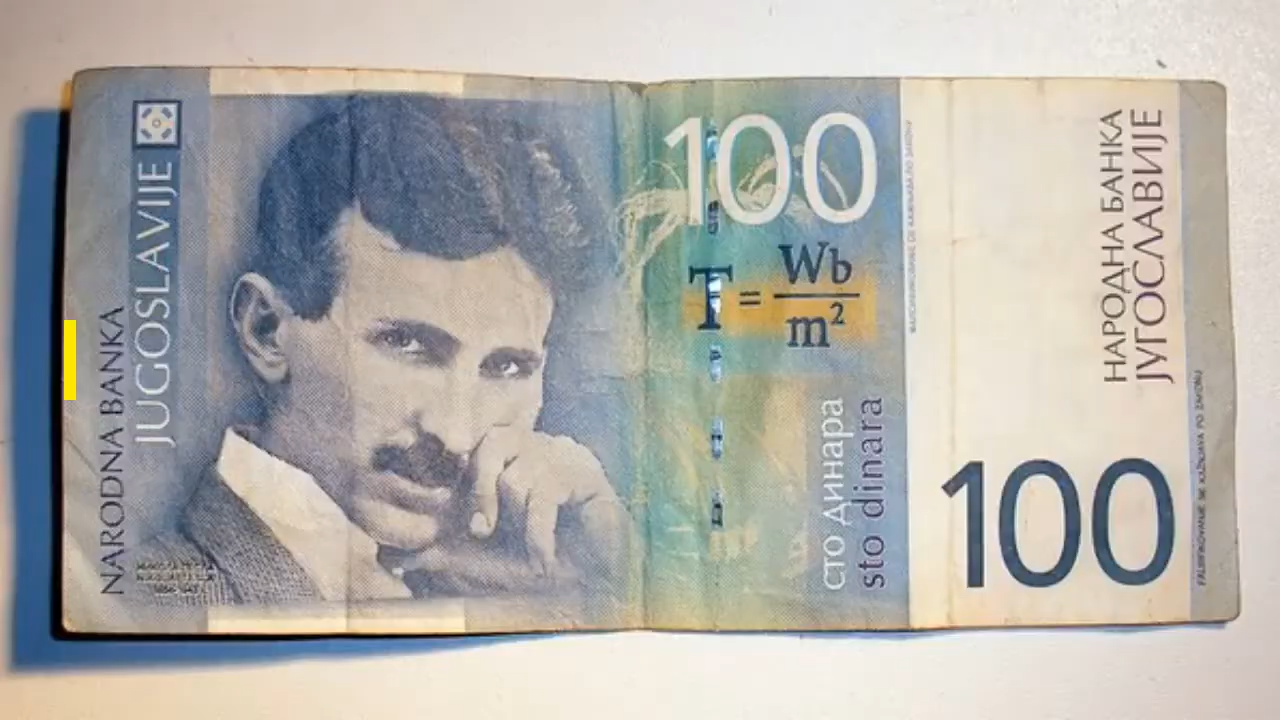 NARODNA BANKA
JUGOSLAVIJE
100
T = Wb/m²
сто динара
sto dinara
НАРОДНА БАНКА
ЈУГОСЛАВИЈЕ
100